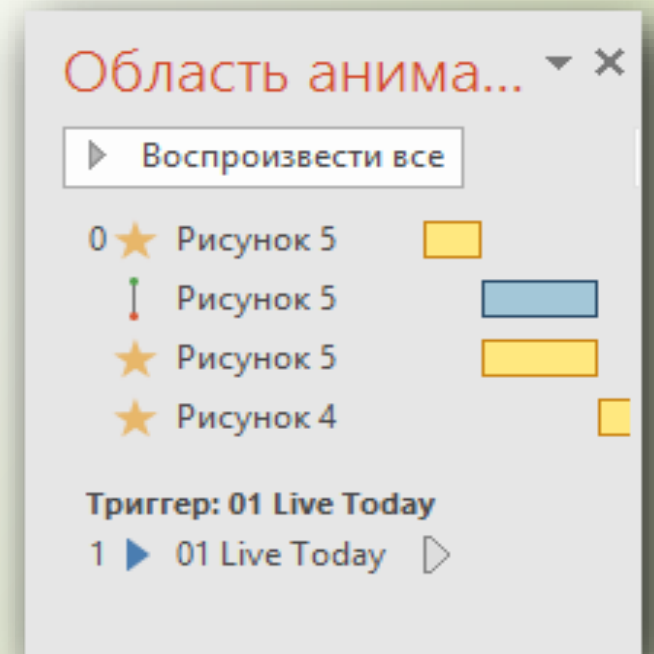 Область анима...
Воспроизвести все
0 Рисунок 5
Рисунок 5
Рисунок 5
Рисунок 4
Триггер: 01 Live Today
1 01 Live Today